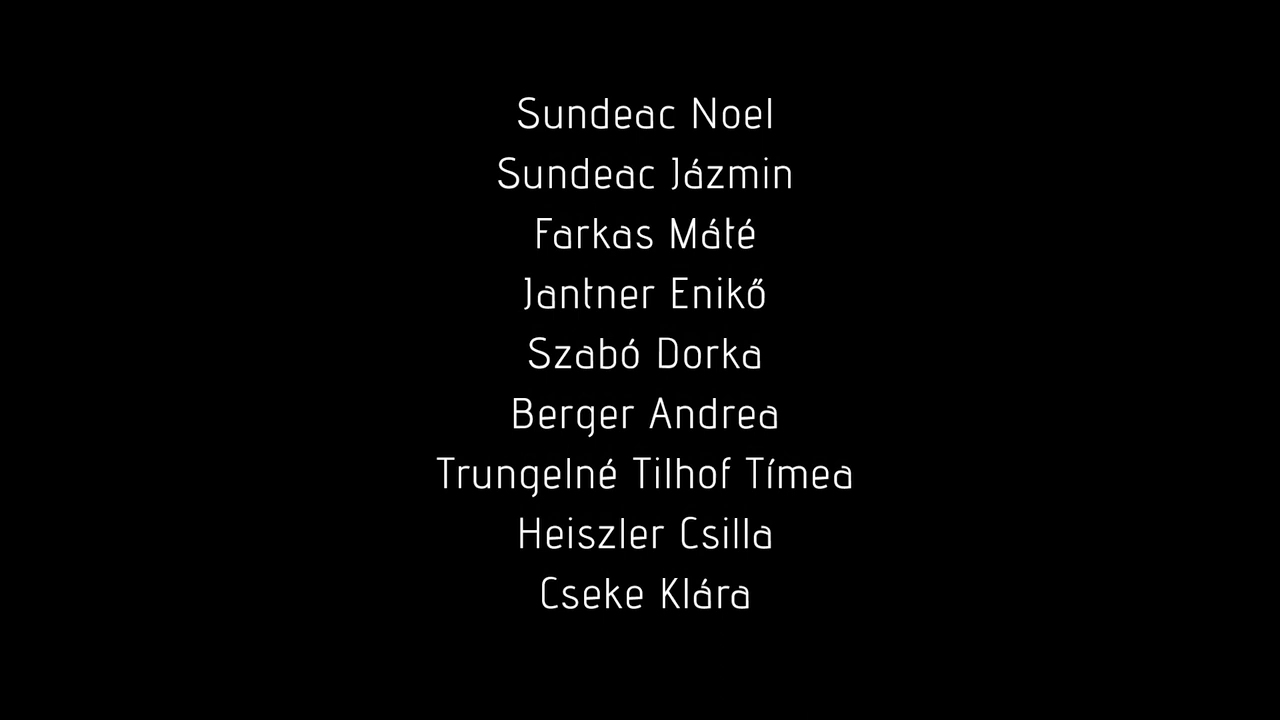 Sundeac Noel
Sundeac Jázmin
Farkas Máté
Jantner Enikő
Szabó Dorka
Berger Andrea
Trungelné Tilhof Tímea
Heiszler Csilla
Cseke Klára